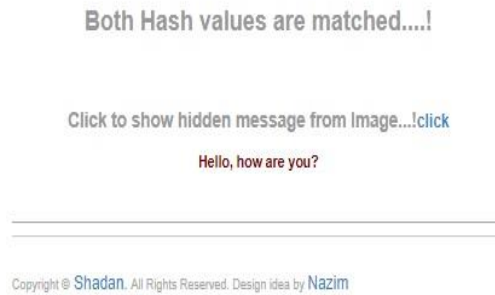 Both Hash values are matched....!
Click to show hidden message from Image...!click
Hello, how are you?
Copyright © Shadan. All Rights Reserved. Design idea by Nazim